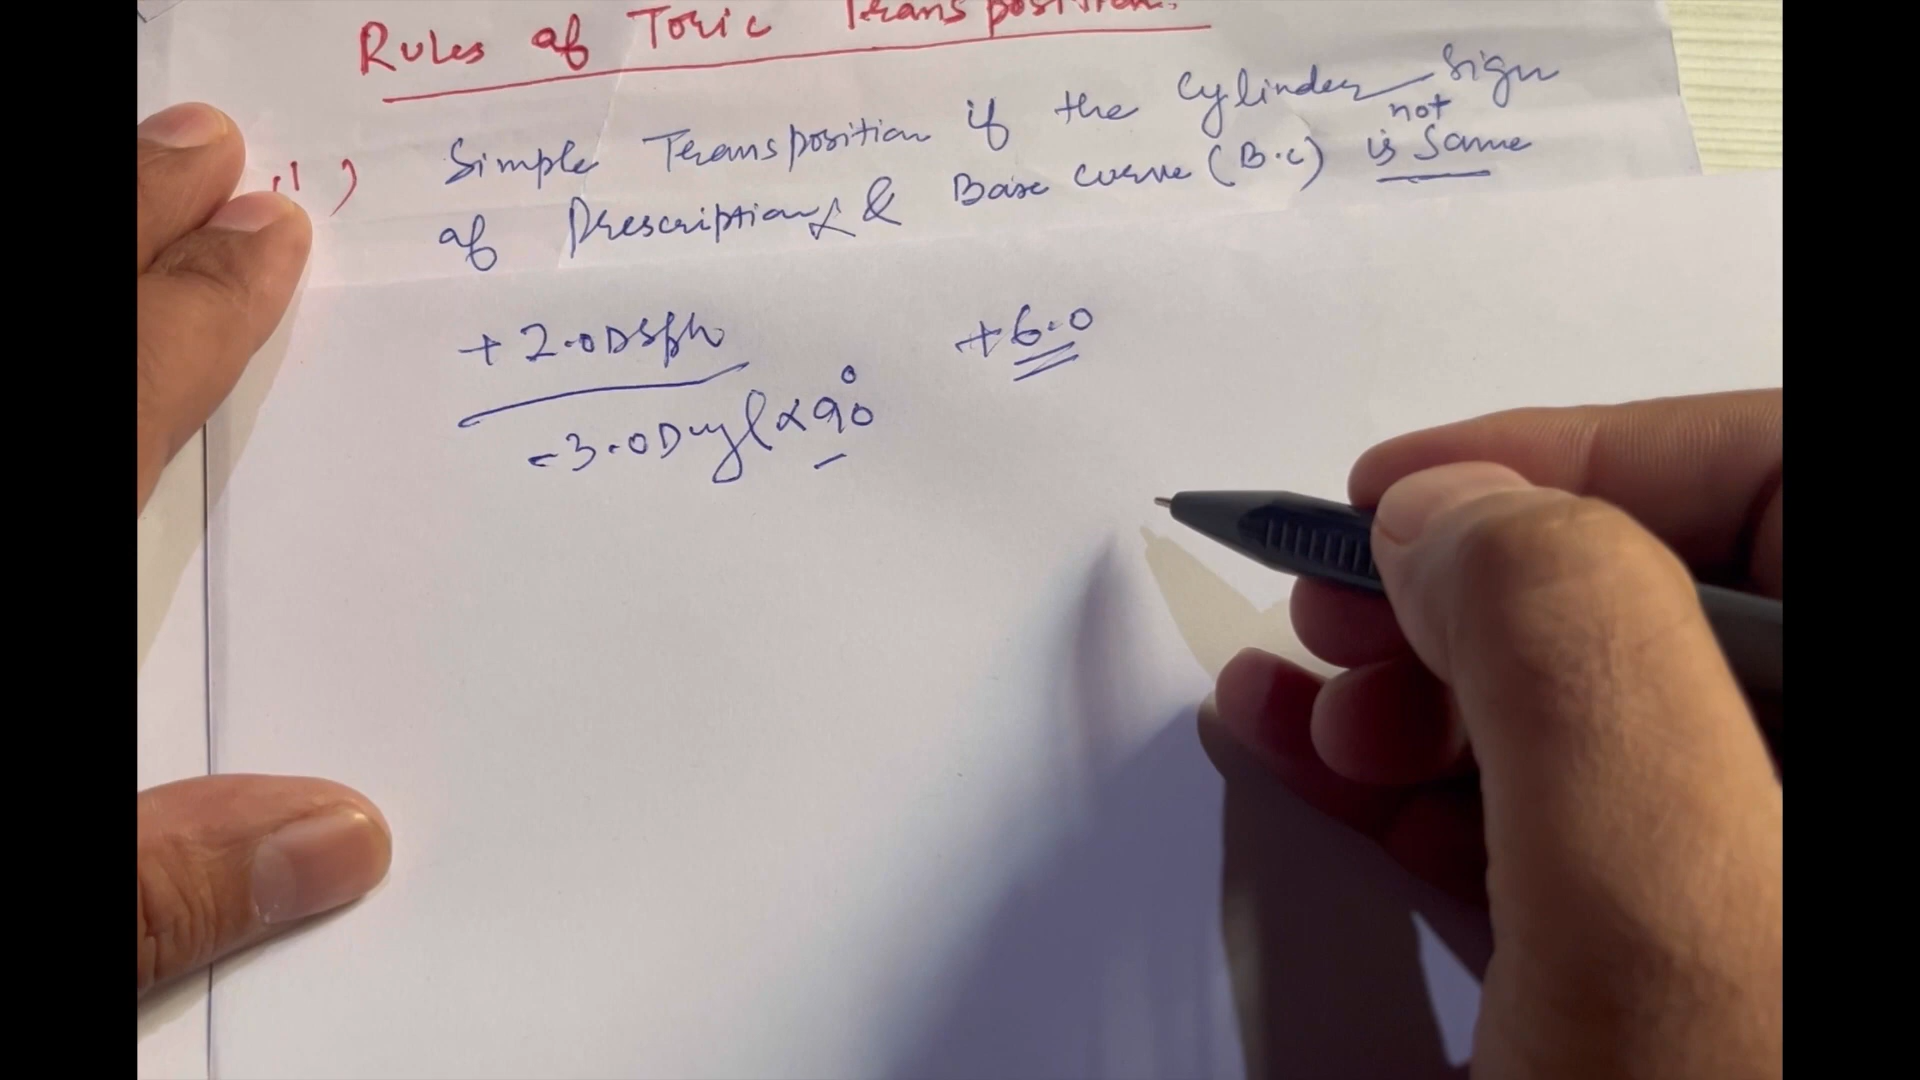 Rules of Toric Transposition.
(1) Simple Transposition if the Cylinder Sign
not
of Prescription & Base curve (B.C) is Same
+2.0DSph +6.0
-3.0Dcyl x 90°